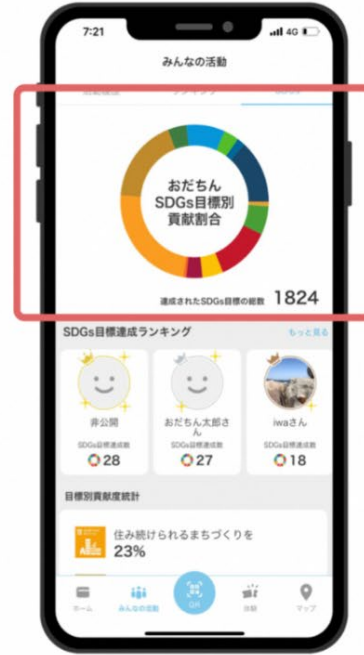 7:21
4G
みんなの活動
おだちん
SDGs目標別
貢献割合
達成されたSDGs目標の総数 1824
SDGs目標達成ランキング もっと見る
非公開
おだちん太郎さ
ん
iwaさん
SDGs目標達成数
SDGs目標達成数
SDGs目標達成数
28
27
18
目標別貢献度統計
住み続けられるまちづくりを
23%
ホーム
みんなの活動
QR
体験
マップ